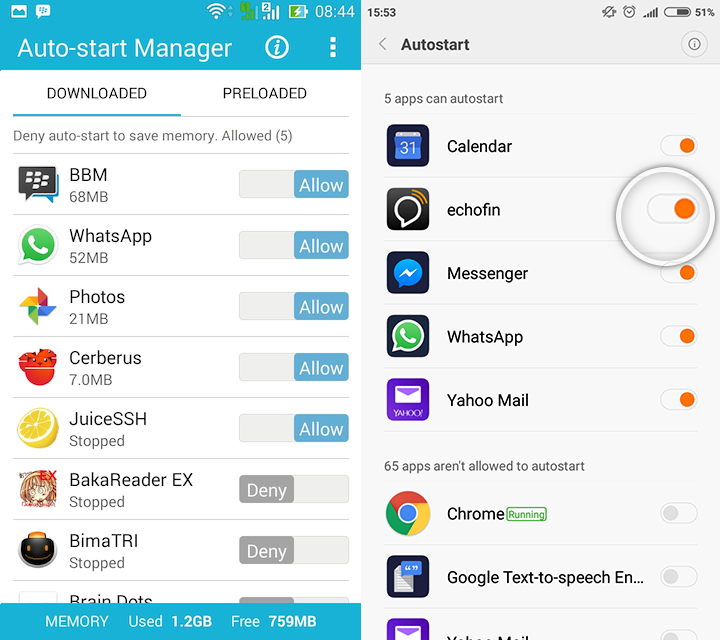 08:44
Auto-start Manager
DOWNLOADED PRELOADED
Deny auto-start to save memory. Allowed (5)
BBM
68MB
Allow
WhatsApp
52MB
Allow
Photos
21MB
Allow
Cerberus
7.0MB
Allow
JuiceSSH
Stopped
Allow
EX
BakaReader EX
Stopped
Deny
BimaTRI
Stopped
Deny
Brain Dots
MEMORY Used 1.2GB Free 759MB
15:53 51%
Autostart
5 apps can autostart
31
Calendar
echofin
Messenger
WhatsApp
YAHOO!
Yahoo Mail
65 apps aren't allowed to autostart
Chrome Running
Google Text-to-speech En...
Yahoo Mail